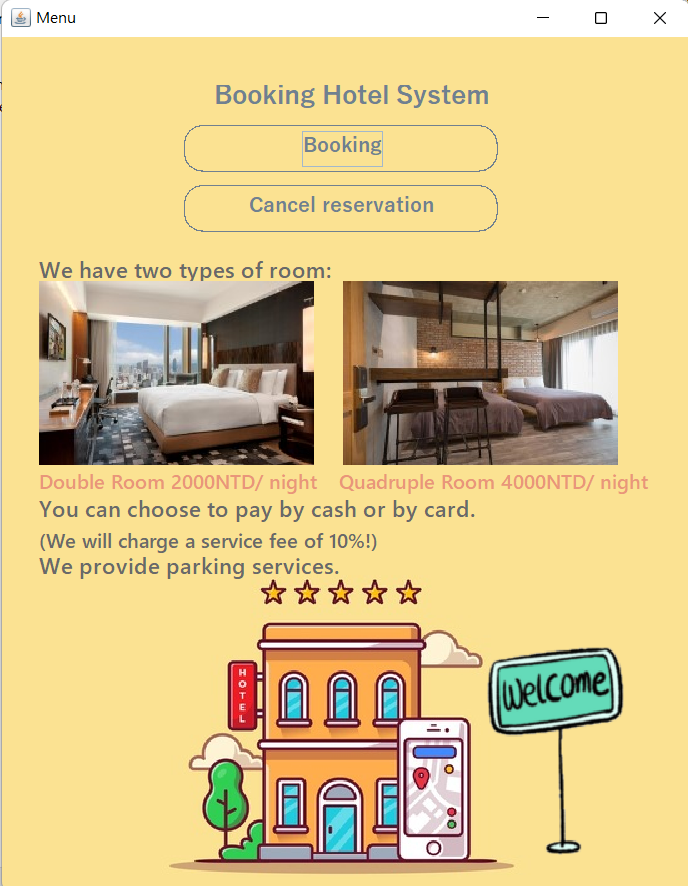 Menu
Booking Hotel System
Booking
Cancel reservation
We have two types of room:
Double Room 2000NTD/ night
Quadruple Room 4000NTD/ night
You can choose to pay by cash or by card.
(We will charge a service fee of 10%!)
We provide parking services.
HOTEL
Welcome